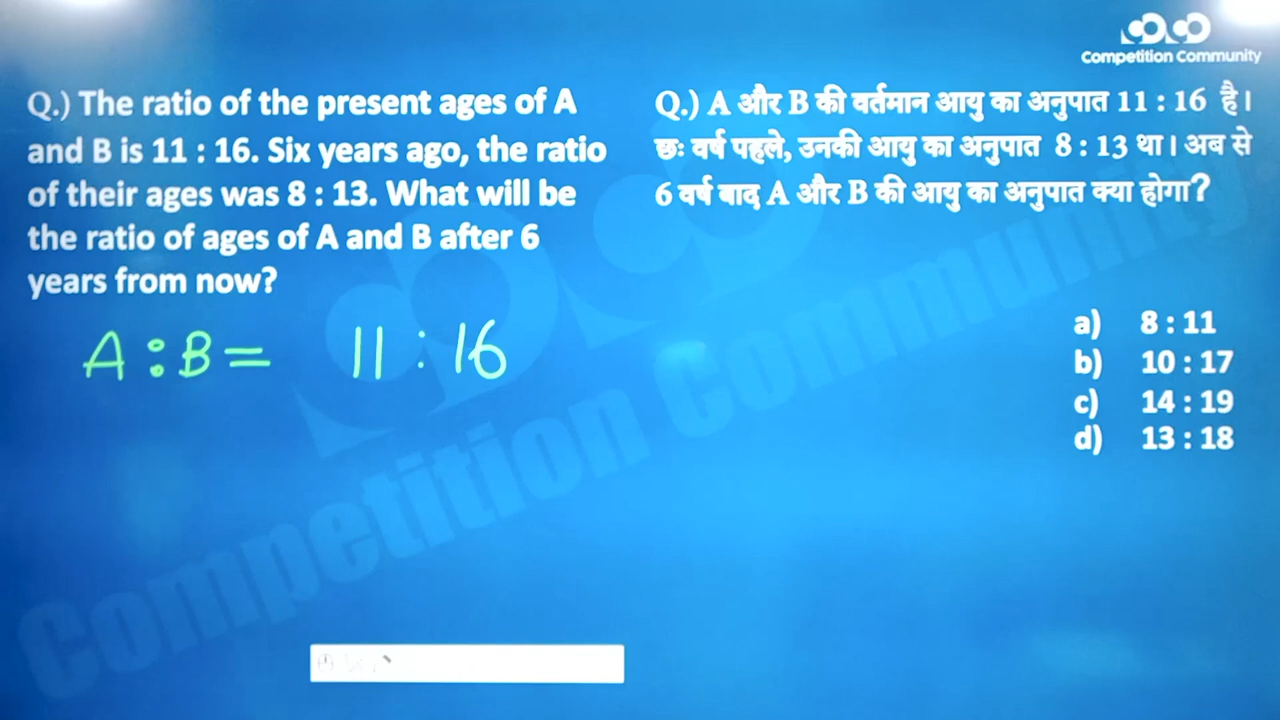 Competition Community
Q.) The ratio of the present ages of A
and B is 11 : 16. Six years ago, the ratio
of their ages was 8 : 13. What will be
the ratio of ages of A and B after 6
years from now?
Q.) A और B की वर्तमान आयु का अनुपात 11 : 16 है।
छः वर्ष पहले, उनकी आयु का अनुपात 8 : 13 था। अब से
6 वर्ष बाद A और B की आयु का अनुपात क्या होगा?
A : B = 11 : 16
a) 8 : 11
b) 10 : 17
c) 14 : 19
d) 13 : 18
Competition Community